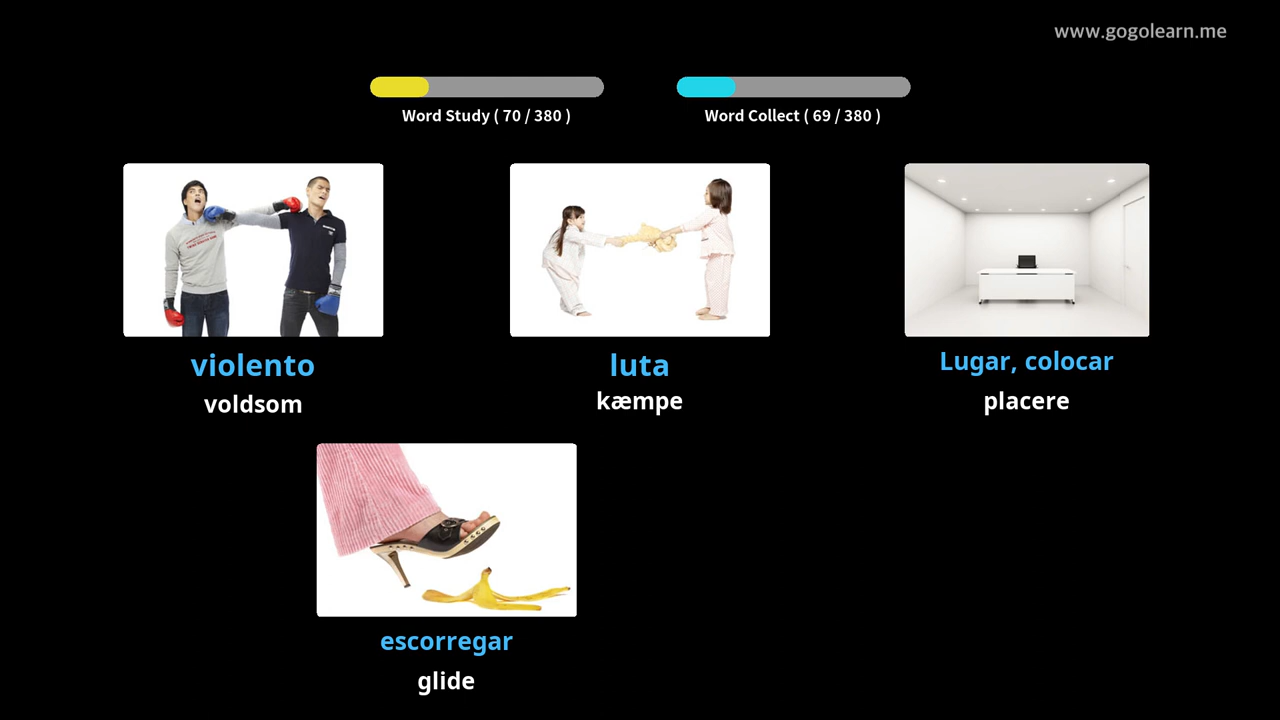 www.gogolearn.me
Word Study ( 70 / 380 )
Word Collect ( 69 / 380 )
violento
voldsom
luta
kæmpe
Lugar, colocar
placere
escorregar
glide